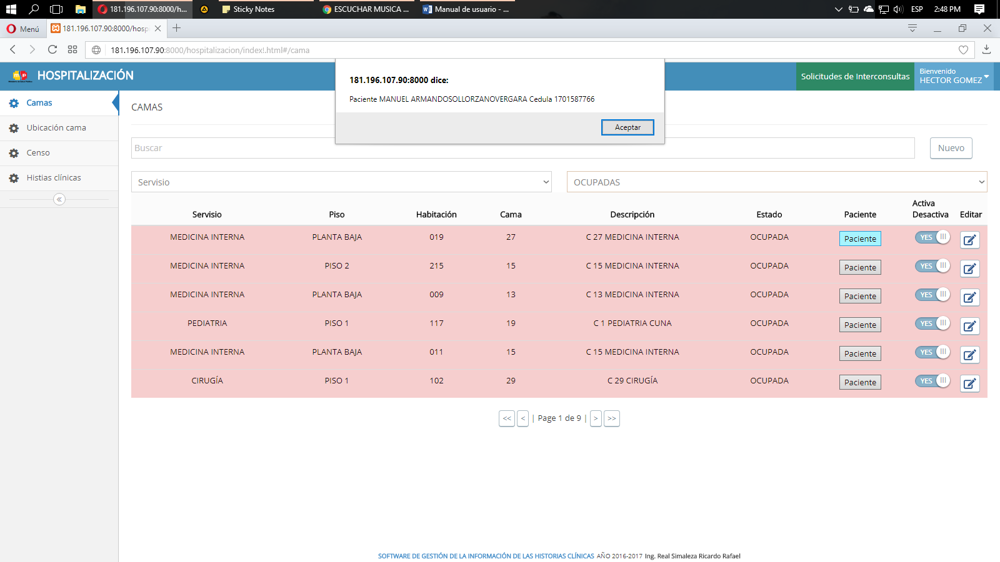 181.196.107.90:8000/h...
Sticky Notes
ESCUCHAR MUSICA ...
Manual de usuario - ...
ESP
2:48 PM
Menú
181.196.107.90:8000/hosp
181.196.107.90:8000/hospitalizacion/index!.html#/cama
HOSPITALIZACIÓN
Solicitudes de Interconsultas
Bienvenido
HECTOR GOMEZ
181.196.107.90:8000 dice:
Paciente MANUEL ARMANDOSOLLORZANOVERGARA Cedula 1701587766
Aceptar
Camas
Ubicación cama
Censo
Histias clínicas
CAMAS
Buscar
Nuevo
Servisio
OCUPADAS
Servisio Piso Habitación Cama Descripción Estado Paciente Activa Desactiva Editar
MEDICINA INTERNA PLANTA BAJA 019 27 C 27 MEDICINA INTERNA OCUPADA Paciente YES
MEDICINA INTERNA PISO 2 215 15 C 15 MEDICINA INTERNA OCUPADA Paciente YES
MEDICINA INTERNA PLANTA BAJA 009 13 C 13 MEDICINA INTERNA OCUPADA Paciente YES
PEDIATRIA PISO 1 117 19 C 1 PEDIATRIA CUNA OCUPADA Paciente YES
MEDICINA INTERNA PLANTA BAJA 011 15 C 15 MEDICINA INTERNA OCUPADA Paciente YES
CIRUGÍA PISO 1 102 29 C 29 CIRUGÍA OCUPADA Paciente YES
<< < | Page 1 de 9 | > >>
SOFTWARE DE GESTIÓN DE LA INFORMACIÓN DE LAS HISTORIAS CLÍNICAS AÑO 2016-2017 Ing. Real Simaleza Ricardo Rafael